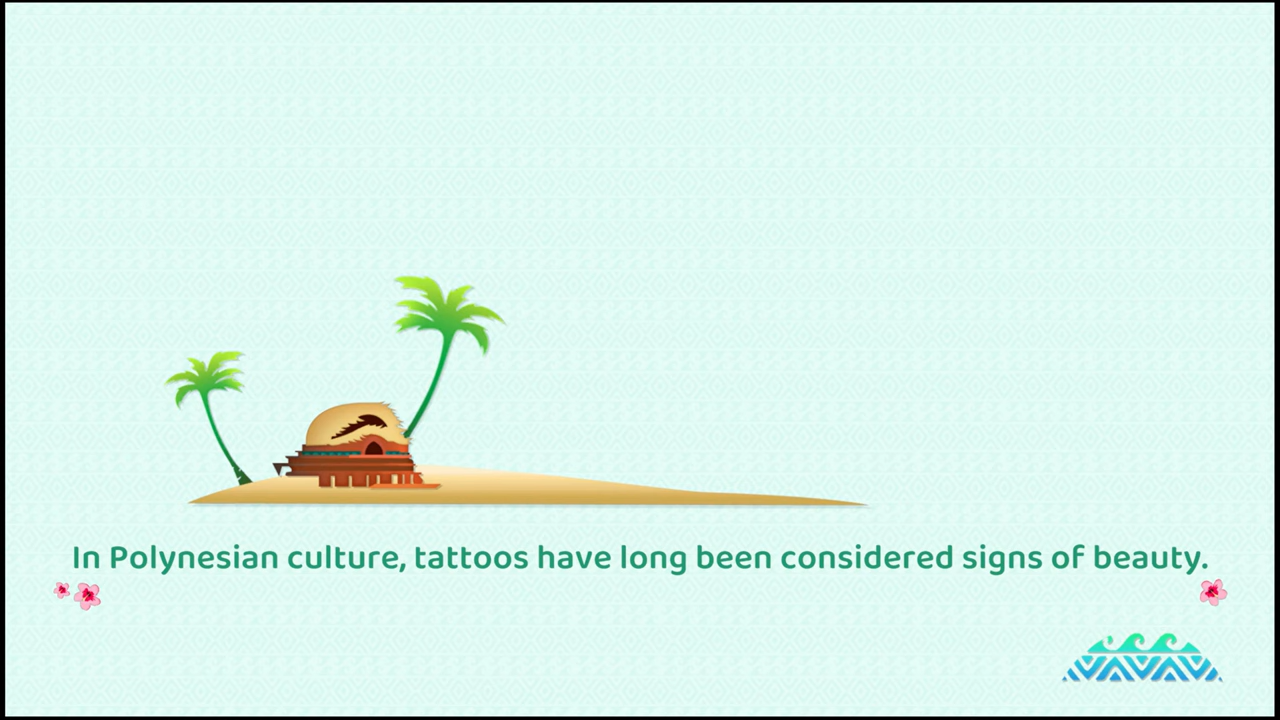 In Polynesian culture, tattoos have long been considered signs of beauty.